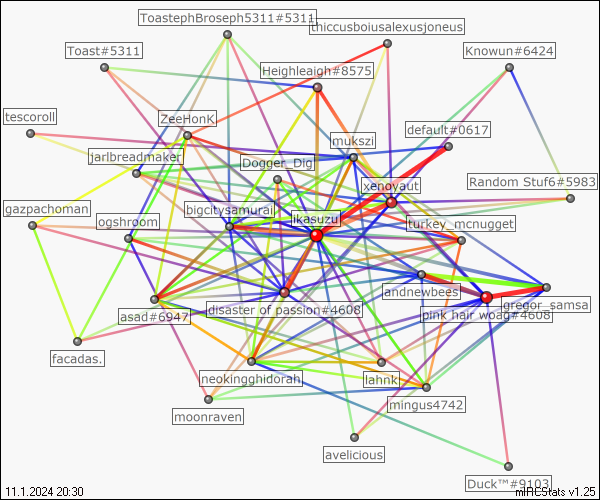 ToastephBroseph5311#5311
thiccusboiusalexusjoneus
Toast#5311
Knowun#6424
Heighleaigh#8575
tescoroll
ZeeHonK
default#0617
mukszi
jarlbreadmaker
Dogger_Dig
xenoyaut
Random Stuf6#5983
gazpachoman
bigcitysamurai
ikasuzu
ogshroom
turkey_mcnugget
andnewbees
gregor_samsa
asad#6947
disaster of passion#4608
pink hair woag#4608
facadas.
neokingghidorah
lahnk
moonraven
mingus4742
avelicious
Duck™#9103
11.1.2024 20:30
mIRCStats v1.25